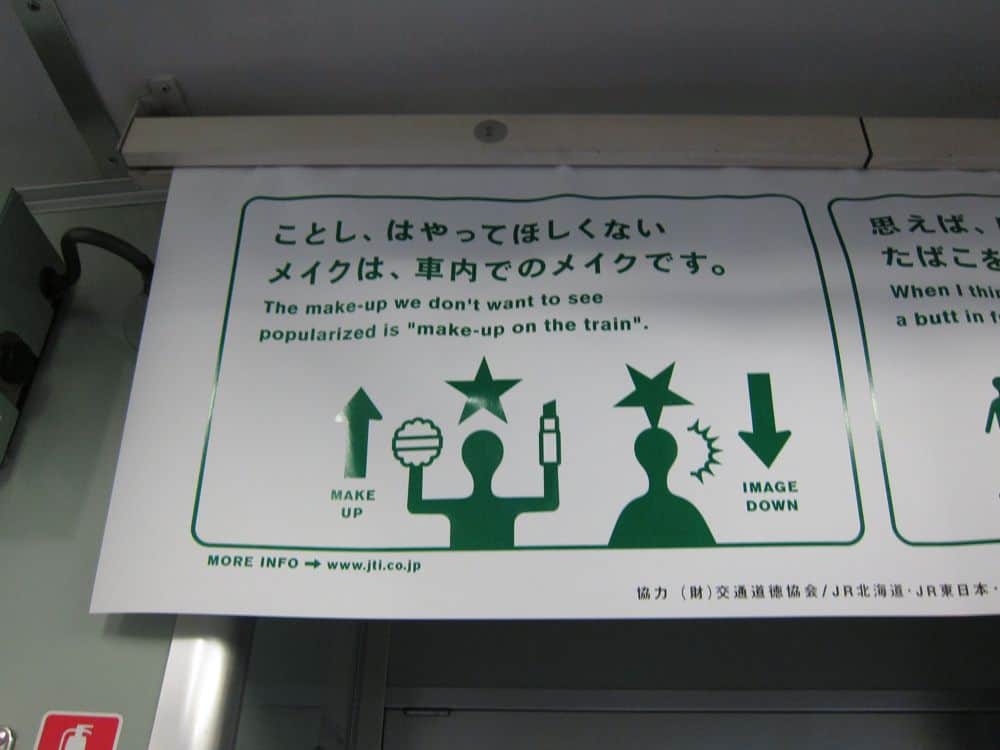 ことし、はやってほしくない
メイクは、車内でのメイクです。
The make-up we don't want to see
popularized is "make-up on the train".
MAKE
UP
IMAGE
DOWN
MORE INFO → www.jti.co.jp
思えば、
たばこを
When I thin
a butt in f
協力 (財)交通道徳協会/JR北海道・JR東日本・